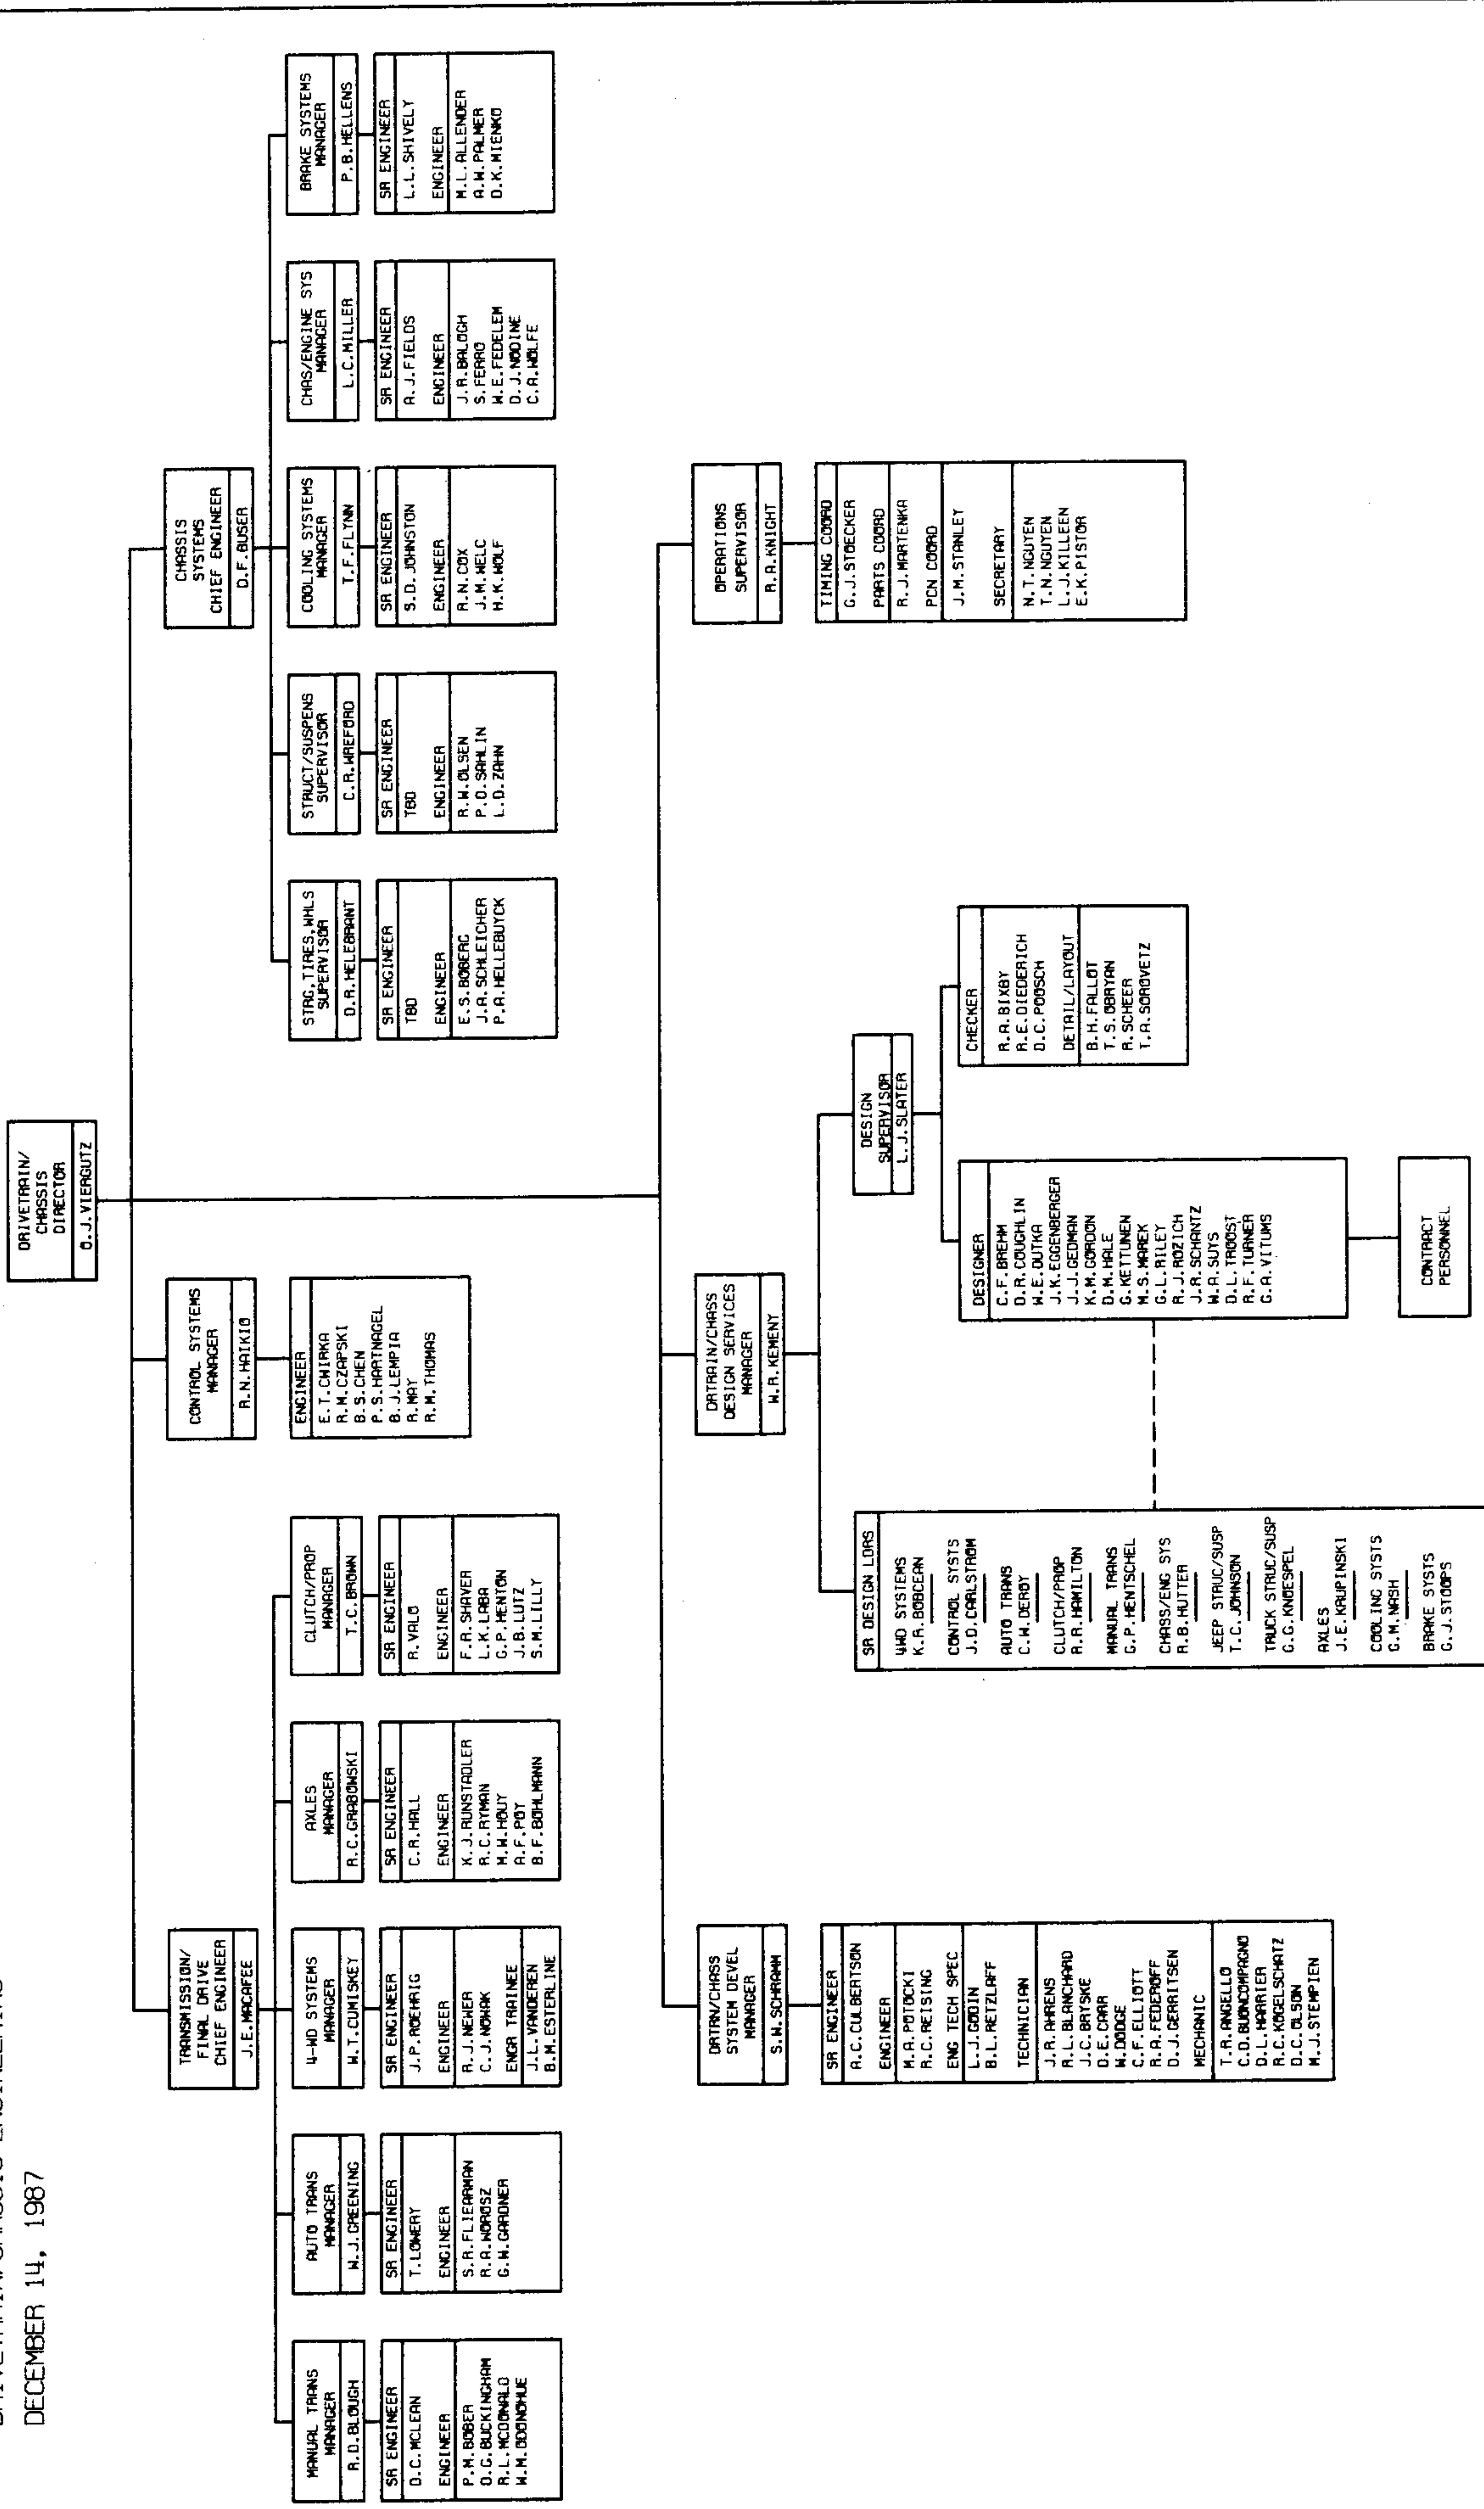 DECEMBER 14, 1987
DRIVETRAIN/
CHASSIS
DIRECTOR
O.J.VIERGUTZ
TRANSMISSION/
FINAL DRIVE
CHIEF ENGINEER
J.E.MACAFEE
CONTROL SYSTEMS
MANAGER
R.N.HAIKIO
CHASSIS
SYSTEMS
CHIEF ENGINEER
D.F.BUSER
MANUAL TRANS
MANAGER
R.D.BLOUGH
SR ENGINEER
D.C.MCLEAN
ENGINEER
P.M.BOBER
D.G.BUCKINGHAM
R.L.MCDONALD
W.M.ODONOHUE
AUTO TRANS
MANAGER
W.J.GREENING
SR ENGINEER
T.LOWERY
ENGINEER
S.R.FLIEARMAN
R.A.WOROSZ
G.W.GARDNER
4-WD SYSTEMS
MANAGER
W.T.CUMISKEY
SR ENGINEER
J.P.ROEHRIG
ENGINEER
R.J.NEWER
C.J.NOWAK
ENGR TRAINEE
J.L.VANDEREN
B.M.ESTERLINE
AXLES
MANAGER
R.C.GRABOWSKI
SR ENGINEER
C.R.HALL
ENGINEER
K.J.RUNSTADLER
R.C.RYMAN
M.W.HOUY
A.F.POY
B.F.BOHLMANN
CLUTCH/PROP
MANAGER
T.C.BROWN
SR ENGINEER
R.VALO
ENGINEER
F.R.SHAVER
L.K.LABA
G.P.HENTON
J.B.LUTZ
S.M.LILLY
ENGINEER
E.T.CWIRKA
R.M.CZAPSKI
B.S.CHEN
P.S.HARTNAGEL
B.J.LEMPIA
R.MAY
R.M.THOMAS
STRG,TIRES,WHLS
SUPERVISOR
D.R.HELEBRANT
SR ENGINEER
TBD
ENGINEER
E.S.BOBERG
J.A.SCHLEICHER
P.A.HELLEBUYCK
STRUCT/SUSPENS
SUPERVISOR
C.R.WREFORD
SR ENGINEER
TBD
ENGINEER
R.W.OLSEN
P.O.SAHLIN
L.D.ZAHN
COOLING SYSTEMS
MANAGER
T.F.FLYNN
SR ENGINEER
S.D.JOHNSTON
ENGINEER
R.N.COX
J.M.WELC
H.K.WOLF
CHAS/ENGINE SYS
MANAGER
L.C.MILLER
SR ENGINEER
A.J.FIELDS
ENGINEER
J.R.BALOGH
S.FERRO
W.E.FEDELEM
D.J.NODINE
C.A.WOLFE
BRAKE SYSTEMS
MANAGER
P.B.HELLENS
SR ENGINEER
L.L.SHIVELY
ENGINEER
M.L.ALLENDER
A.W.PALMER
D.K.MIENKO
DRTRN/CHASS
SYSTEM DEVEL
MANAGER
S.W.SCHRAMM
SR ENGINEER
A.C.CULBERTSON
ENGINEER
M.A.POTOCKI
R.C.REISING
ENG TECH SPEC
L.J.GODIN
B.L.RETZLAFF
TECHNICIAN
J.R.AHRENS
R.L.BLANCHARD
J.C.BRYSKE
D.E.CARR
W.DODGE
C.F.ELLIOTT
R.A.FEDEROFF
D.J.GERRITSEN
MECHANIC
T.R.ANGELLO
C.D.BUONCOMPAGNO
D.L.HARRIER
R.C.KOGELSCHATZ
D.C.OLSON
M.J.STEMPIEN
DRTRAIN/CHASS
DESIGN SERVICES
MANAGER
W.R.KEMENY
SR DESIGN LDRS
4WD SYSTEMS
K.R.BOBCEAN
CONTROL SYSTS
J.D.CARLSTROM
AUTO TRANS
C.W.DEROY
CLUTCH/PROP
R.R.HAMILTON
MANUAL TRANS
G.P.HENTSCHEL
CHASS/ENG SYS
R.B.HUTTER
JEEP STRUC/SUSP
T.C.JOHNSON
TRUCK STRUC/SUSP
G.G.KNOESPEL
AXLES
J.E.KRUPINSKI
COOLING SYSTS
G.M.NASH
BRAKE SYSTS
G.J.STOOPS
DESIGN
SUPERVISOR
L.J.SLATER
DESIGNER
C.F.BREHM
D.R.COUGHLIN
W.E.DUTKA
J.K.EGGENBERGER
J.J.GEDMAN
K.M.GORDON
D.M.HALE
G.KETTUNEN
M.S.MAREK
G.L.RILEY
R.J.ROZICH
J.R.SCHANTZ
W.A.SUYS
D.L.TROOST
R.F.TURNER
G.A.VITUMS
CONTRACT
PERSONNEL
CHECKER
R.A.BIXBY
R.E.DIEDERICH
D.C.POOSCH
DETAIL/LAYOUT
B.H.FALLOT
T.S.OBRYAN
R.SCHEER
T.A.SOROVETZ
OPERATIONS
SUPERVISOR
R.A.KNIGHT
TIMING COORD
G.J.STOECKER
PARTS COORD
R.J.MARTENKA
PCN COORD
J.M.STANLEY
SECRETARY
N.T.NGUYEN
T.N.NGUYEN
L.J.KILLEEN
E.K.PISTOR